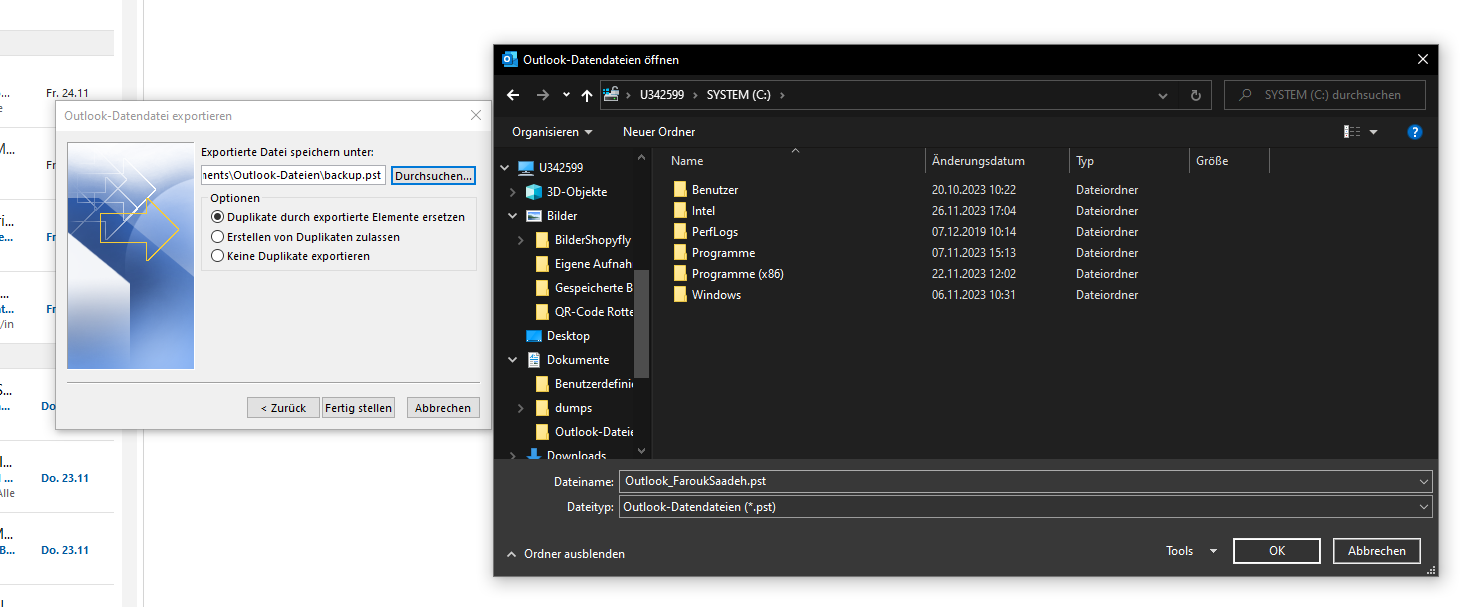 Fr. 24.11
Fr
Fr
Fr
/in
Do
Do. 23.11
Alle
Do. 23.11
Outlook-Datendatei exportieren
Exportierte Datei speichern unter:
nents\Outlook-Dateien\backup.pst
Durchsuchen...
Optionen
Duplikate durch exportierte Elemente ersetzen
Erstellen von Duplikaten zulassen
Keine Duplikate exportieren
< Zurück
Fertig stellen
Abbrechen
Outlook-Datendateien öffnen
U342599 › SYSTEM (C:) ›
SYSTEM (C:) durchsuchen
Organisieren
Neuer Ordner
U342599
3D-Objekte
Bilder
BilderShopyfly
Eigene Aufnah
Gespeicherte B
QR-Code Rotte
Desktop
Dokumente
Benutzerdefinie
dumps
Outlook-Dateie
Downloads
Name Änderungsdatum Typ Größe
Benutzer 20.10.2023 10:22 Dateiordner
Intel 26.11.2023 17:04 Dateiordner
PerfLogs 07.12.2019 10:14 Dateiordner
Programme 07.11.2023 15:13 Dateiordner
Programme (x86) 22.11.2023 12:02 Dateiordner
Windows 06.11.2023 10:31 Dateiordner
Dateiname: Outlook_FaroukSaadeh.pst
Dateityp: Outlook-Datendateien (*.pst)
Ordner ausblenden
Tools
OK
Abbrechen